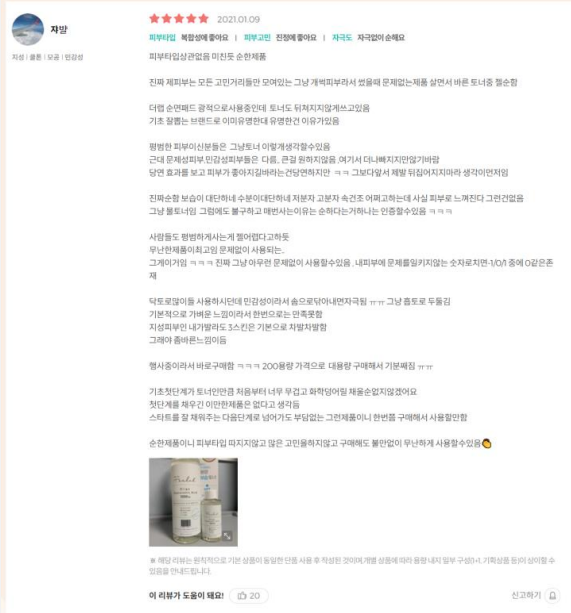 쟈밭
지성 | 쿨톤 | 모공 | 민감성
★★★★★ 2021.01.09
피부타입 복합성에 좋아요 | 피부고민 진정에 좋아요 | 자극도 자극없이 순해요
피부타입상관없음 미친듯 순한제품
진짜 제피부는 모든 고민거리들만 모여있는 그냥 개썩피부라서 썼을때 문제없는제품 살면서 바른 토너중 젤순함
더랩 순면패드 광적으로사용중인데 토너도 뒤쳐지지않게쓰고있음
기초 잘뽑는 브랜드로 이미유명한대 유명한건 이유가있음
평범한 피부이신분들은 그냥토너 이렇게생각할수있음
근대 문제성피부,민감성피부들은 다름.. 큰걸 원하지않음 ,여기서 더나빠지지만않기바람
당연 효과를 보고 피부가 좋아지길바라는건당연하지만 ㅋㅋ 그보다앞서 제발 뒤집어지지마라 생각이먼저임
진짜순함 보습이 대단하네 수분이대단하네 저분자 고분자 속건조 어쩌고하는데 사실 피부로 느껴진다 그런건없음
그냥 물토너임 그럼에도 불구하고 매번사는이유는 순하다는거하나는 인증할수있음 ㅋㅋㅋ
사람들도 평범하게사는게 젤어렵다고하듯
무난한제품이최고임 문제없이 사용되는..
그게이거임 ㅋㅋㅋ 진짜 그냥 아무런 문제없이 사용할수있음 . 내피부에 문제를일키지않는 숫자로치면-1/0/1 중에 0같은존
재
닥토로많이들 사용하시던데 민감성이라서 솜으로닦아내면자극됨 ㅠㅠ 그냥 흡토로 두둘김
기본적으로 가벼운 느낌이라서 한번으로는 만족못함
지성피부인 내가발라도 3스킨은 기본으로 차발차발함
그래야 좀바른느낌이듬
행사중이라서 바로구매함 ㅋㅋㅋ 200용량 가격으로 대용량 구매해서 기분째짐 ㅠㅠ
기초첫단계가 토너인만큼 처음부터 너무 무겁고 화학덩어릴 채울순없지않겠어요
첫단계를 채우긴 이만한제품은 없다고 생각듬
스타트를 잘 채워주는 다음단계로 넘어가도 부담없는 그런제품이니 한번쯤 구매해서 사용할만함
순한제품이니 피부타입 따지지않고 많은 고민을하지않고 구매해도 불만없이 무난하게 사용할수있음👏
※ 해당 리뷰는 원칙적으로 기본 상품이 동일한 단품 사용 후 작성된 것이며,개별 상품에 따라 용량 내지 일부 구성(1+1, 기획상품 등)이 상이할 수
있음을 안내드립니다.
이 리뷰가 도움이 돼요! 20
신고하기